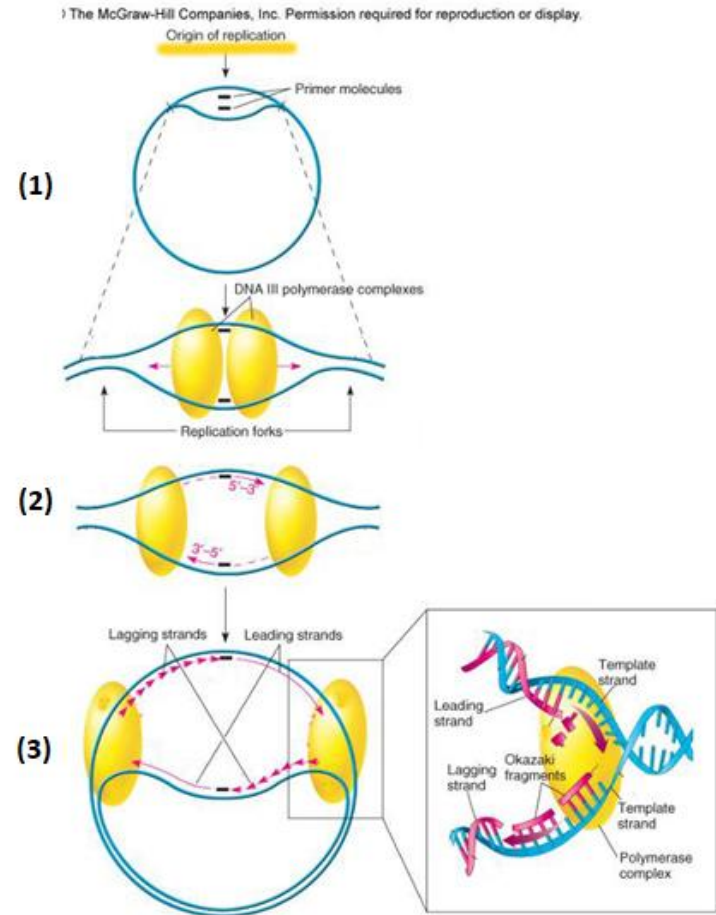 ) The McGraw-Hill Companies, Inc. Permission required for reproduction or display.
Origin of replication
Primer molecules
(1)
DNA III polymerase complexes
Replication forks
(2)
5'–3'
3'–5'
Lagging strands
Leading strands
(3)
Template
strand
Leading
strand
Okazaki
fragments
Lagging
strand
Template
strand
Polymerase
complex